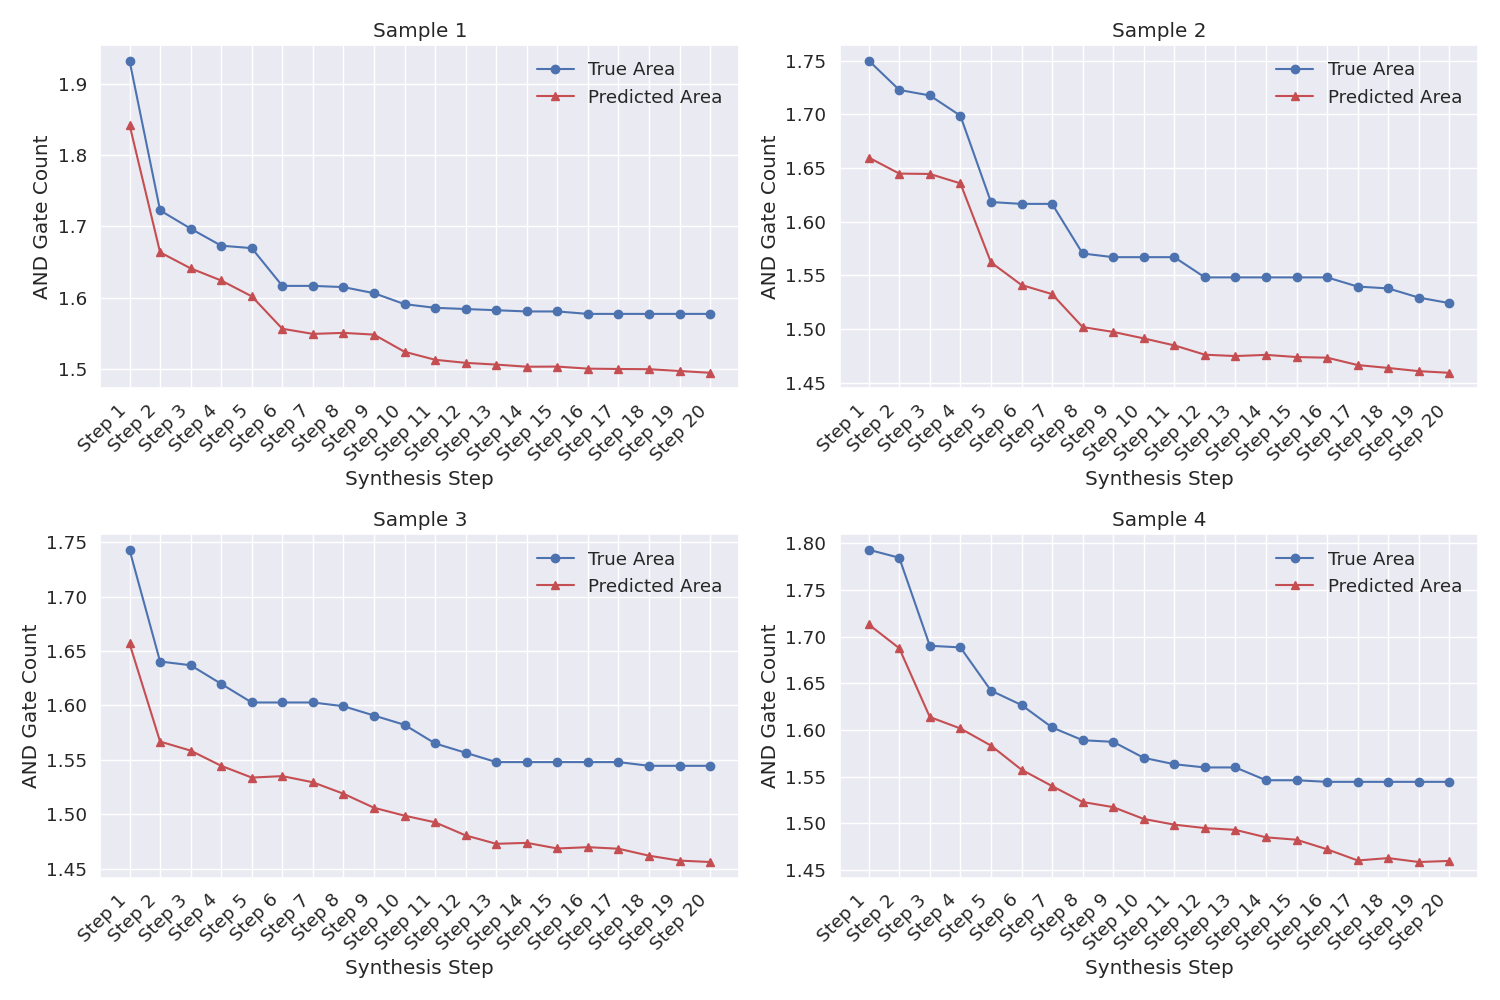 Sample 1
AND Gate Count
1.9
1.8
1.7
1.6
1.5
True Area
Predicted Area
Step 1
Step 2
Step 3
Step 4
Step 5
Step 6
Step 7
Step 8
Step 9
Step 10
Step 11
Step 12
Step 13
Step 14
Step 15
Step 16
Step 17
Step 18
Step 19
Step 20
Synthesis Step
Sample 2
AND Gate Count
1.75
1.70
1.65
1.60
1.55
1.50
1.45
True Area
Predicted Area
Step 1
Step 2
Step 3
Step 4
Step 5
Step 6
Step 7
Step 8
Step 9
Step 10
Step 11
Step 12
Step 13
Step 14
Step 15
Step 16
Step 17
Step 18
Step 19
Step 20
Synthesis Step
Sample 3
AND Gate Count
1.75
1.70
1.65
1.60
1.55
1.50
1.45
True Area
Predicted Area
Step 1
Step 2
Step 3
Step 4
Step 5
Step 6
Step 7
Step 8
Step 9
Step 10
Step 11
Step 12
Step 13
Step 14
Step 15
Step 16
Step 17
Step 18
Step 19
Step 20
Synthesis Step
Sample 4
AND Gate Count
1.80
1.75
1.70
1.65
1.60
1.55
1.50
1.45
True Area
Predicted Area
Step 1
Step 2
Step 3
Step 4
Step 5
Step 6
Step 7
Step 8
Step 9
Step 10
Step 11
Step 12
Step 13
Step 14
Step 15
Step 16
Step 17
Step 18
Step 19
Step 20
Synthesis Step